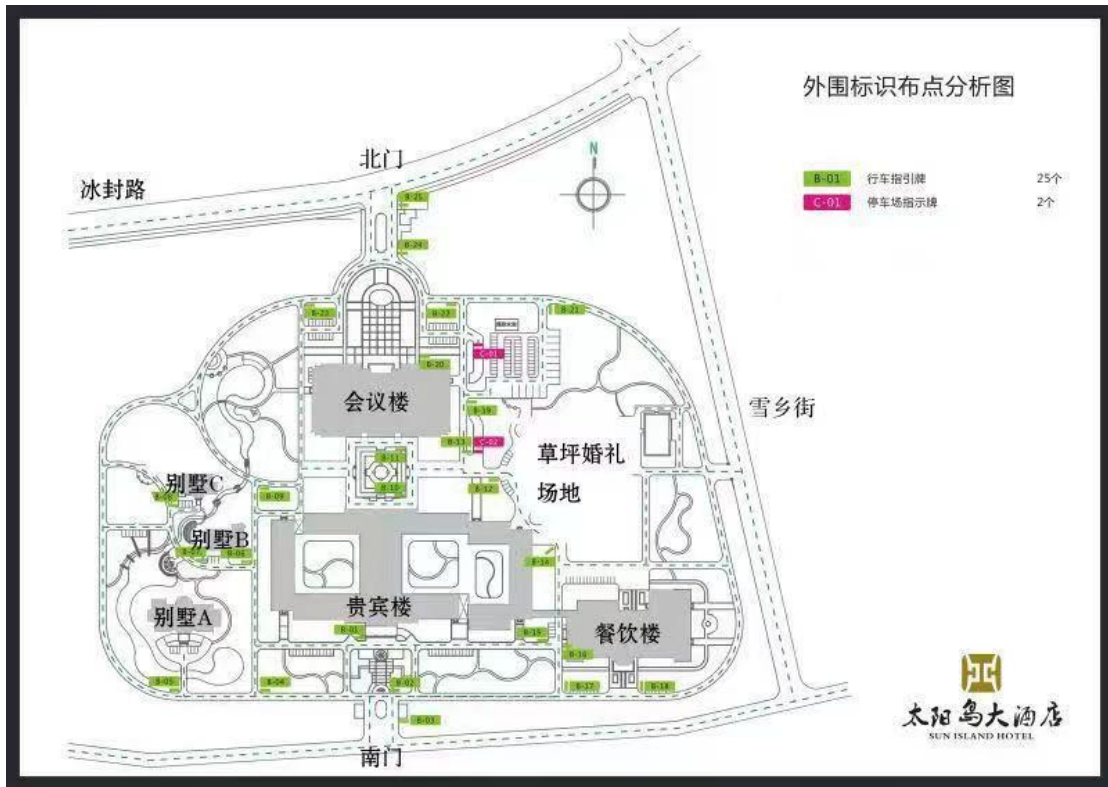 外围标识布点分析图
B-01 行车指引牌 25个
C-01 停车场指示牌 2个
北门
冰封路
N
B-25
B-24
B-23
B-22
B-21
C-01
B-20
会议楼
雪乡街
B-19
B-13
C-02
草坪婚礼
场地
B-11
B-10
B-12
别墅C
B-08
B-09
别墅B
B-07
B-06
B-14
别墅A
贵宾楼
B-01
B-15
餐饮楼
B-16
B-05
B-04
B-02
B-17
B-18
B-03
南门
太阳岛大酒店
SUN ISLAND HOTEL